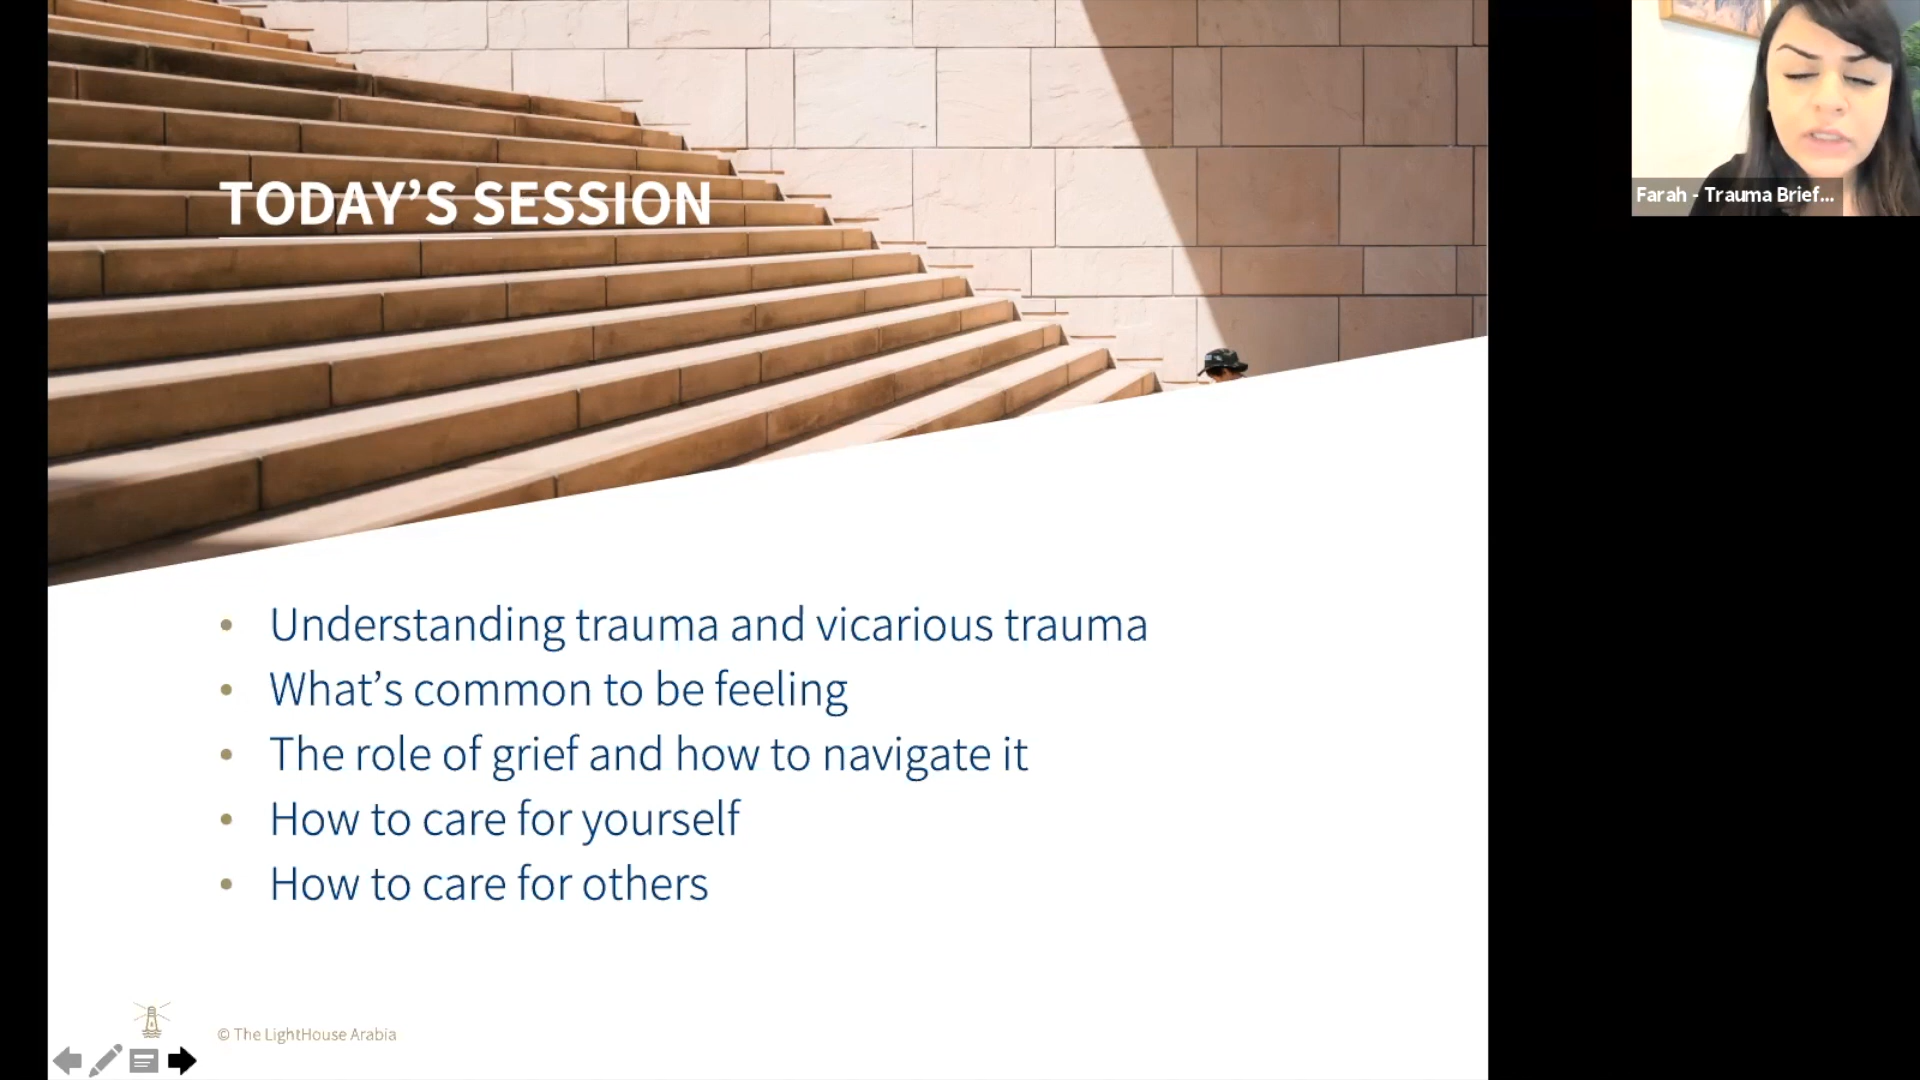 TODAY'S SESSION
• Understanding trauma and vicarious trauma
• What's common to be feeling
• The role of grief and how to navigate it
• How to care for yourself
• How to care for others
© The LightHouse Arabia
Farah - Trauma Brief...